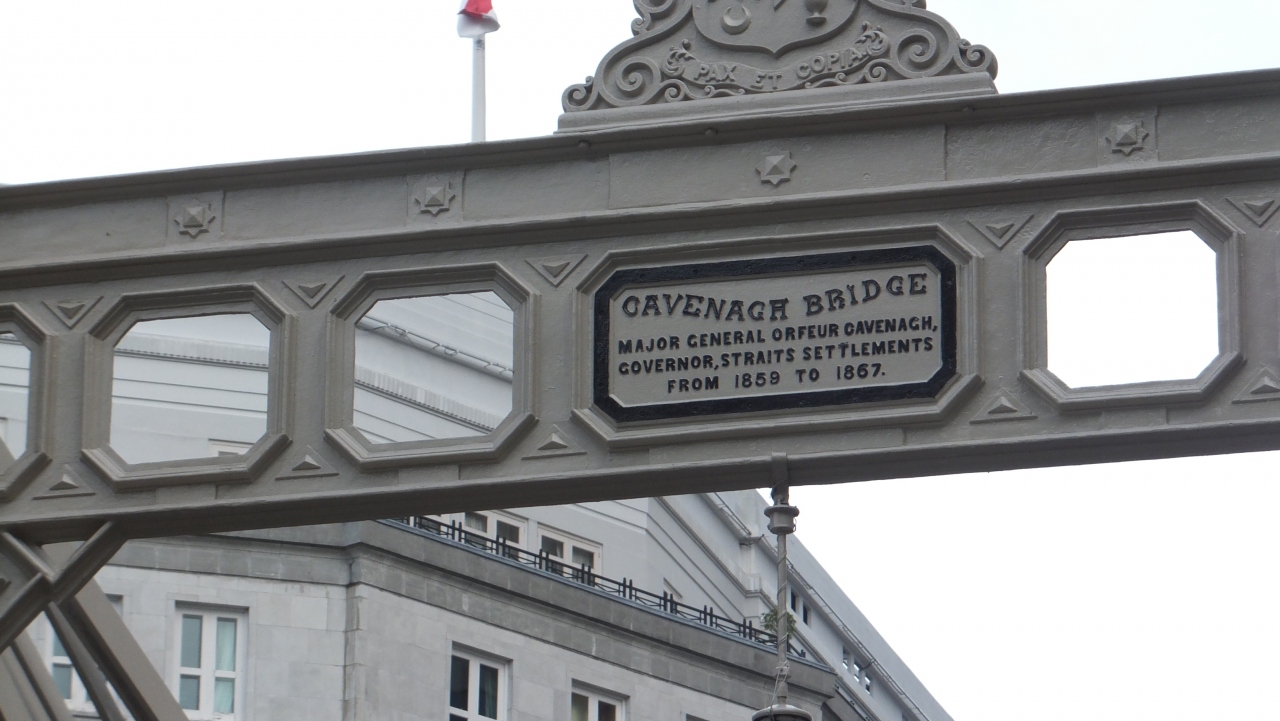 PAX ET COPIA
CAVENAGH BRIDGE
MAJOR GENERAL ORFEUR CAVENAGH,
GOVERNOR, STRAITS SETTLEMENTS
FROM 1859 TO 1867.